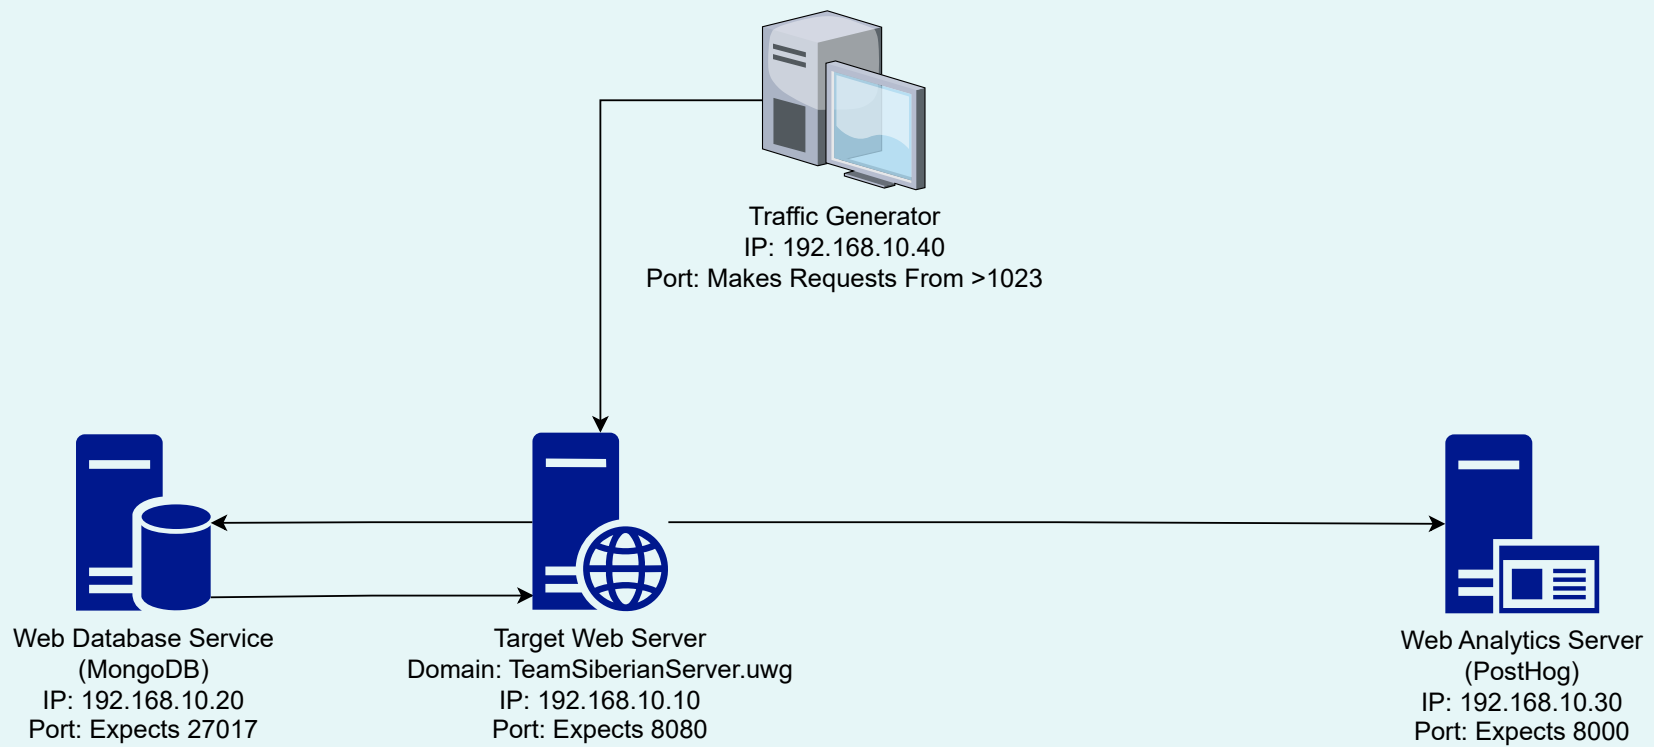 Traffic Generator
IP: 192.168.10.40
Port: Makes Requests From >1023
Web Database Service
(MongoDB)
IP: 192.168.10.20
Port: Expects 27017
Target Web Server
Domain: TeamSiberianServer.uwg
IP: 192.168.10.10
Port: Expects 8080
Web Analytics Server
(PostHog)
IP: 192.168.10.30
Port: Expects 8000